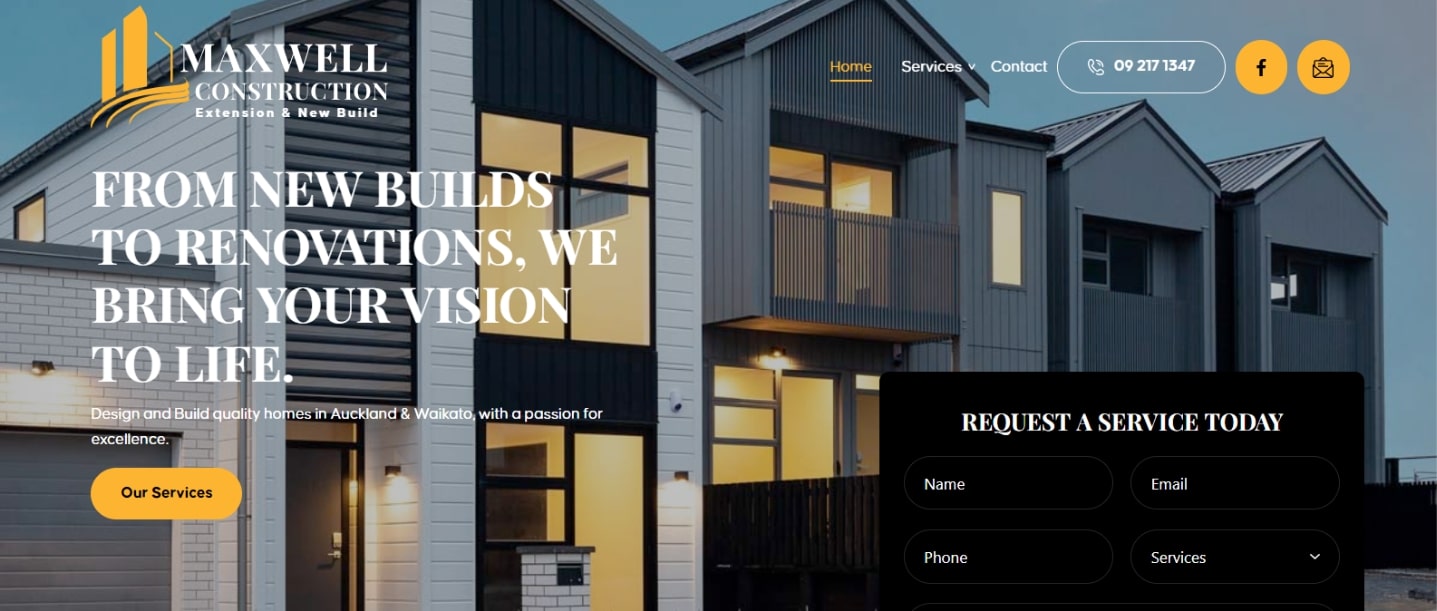 MAXWELL
CONSTRUCTION
Extension & New Build
Home
Services
Contact
09 217 1347
FROM NEW BUILDS
TO RENOVATIONS, WE
BRING YOUR VISION
TO LIFE.
Design and Build quality homes in Auckland & Waikato, with a passion for
excellence.
Our Services
REQUEST A SERVICE TODAY
Name
Email
Phone
Services